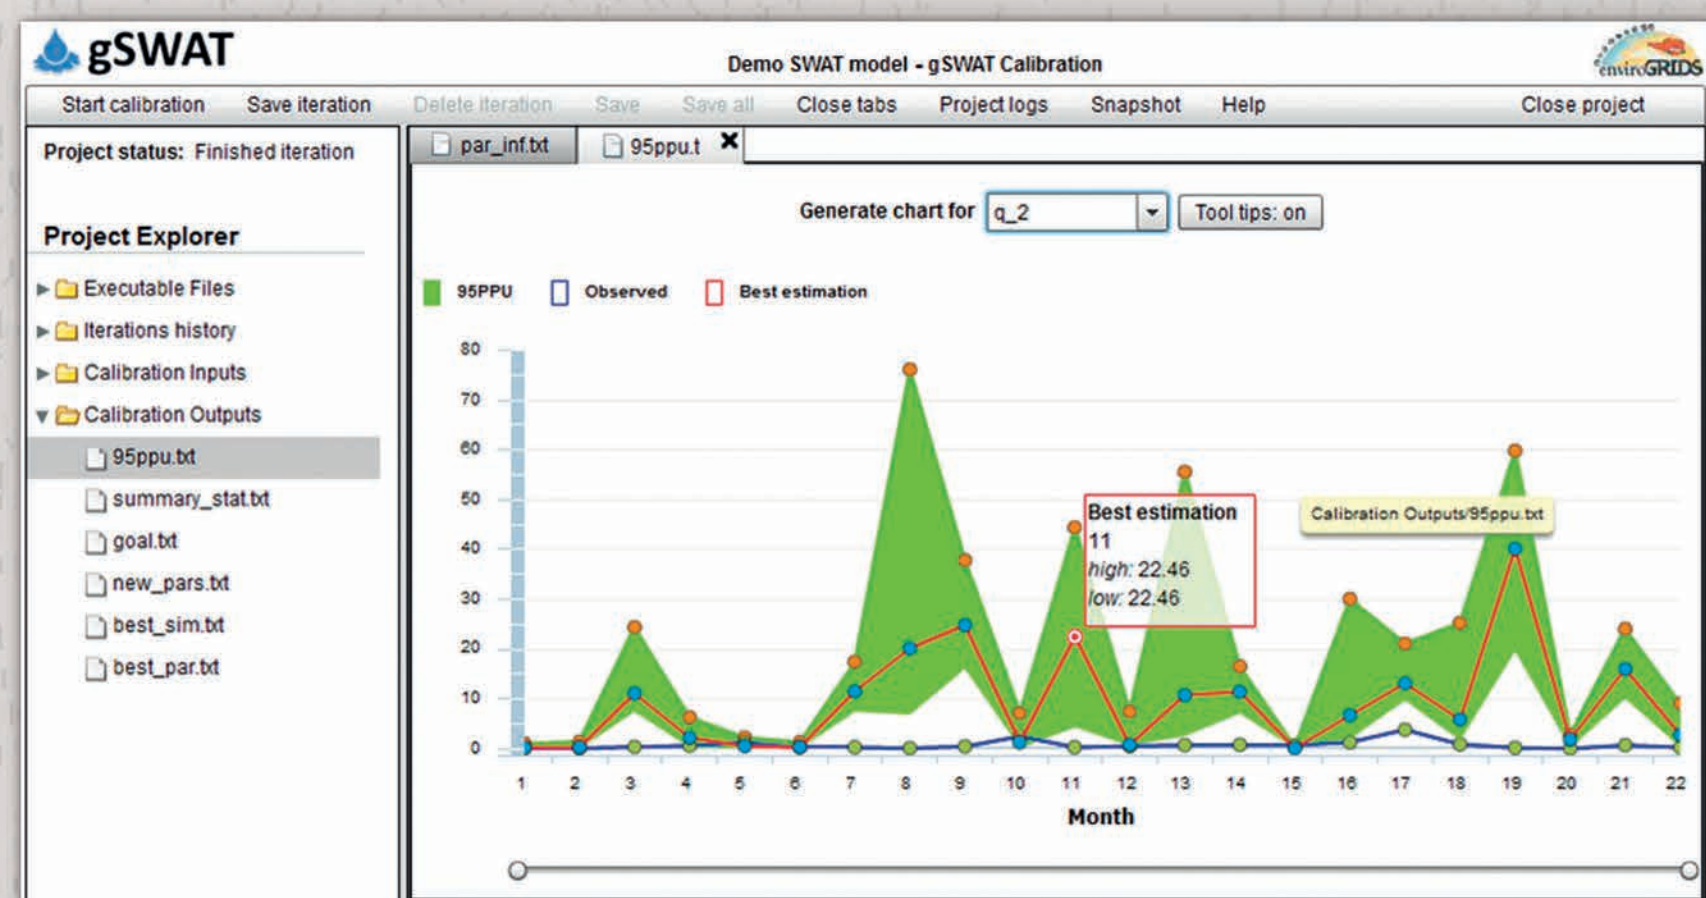 gSWAT
Demo SWAT model - gSWAT Calibration
enviroGRIDS
Start calibration Save iteration Delete iteration Save Save all Close tabs Project logs Snapshot Help Close project
Project status: Finished iteration
par_inf.txt 95ppu.t
Generate chart for q_2 Tool tips: on
Project Explorer
Executable Files
Iterations history
Calibration Inputs
Calibration Outputs
95ppu.txt
summary_stat.txt
goal.txt
new_pars.txt
best_sim.txt
best_par.txt
95PPU Observed Best estimation
80
70
60
50
40
30
20
10
0
Best estimation
11
high: 22.46
low: 22.46
Calibration Outputs/95ppu.txt
1 2 3 4 5 6 7 8 9 10 11 12 13 14 15 16 17 18 19 20 21 22
Month